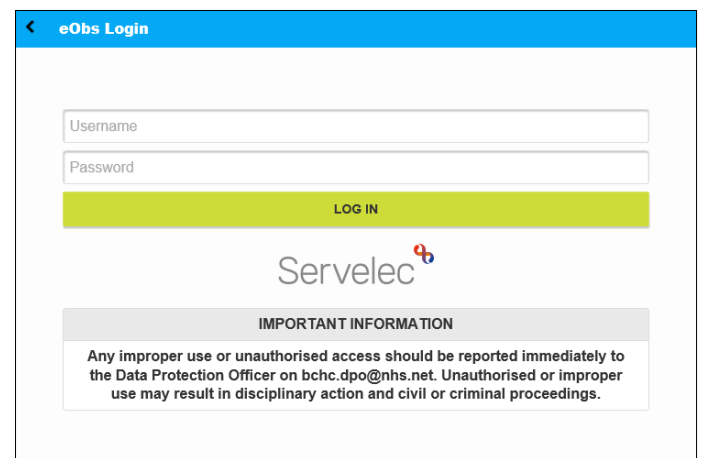 eObs Login
Username
Password
LOG IN
Servelec
IMPORTANT INFORMATION
Any improper use or unauthorised access should be reported immediately to
the Data Protection Officer on bchc.dpo@nhs.net. Unauthorised or improper
use may result in disciplinary action and civil or criminal proceedings.